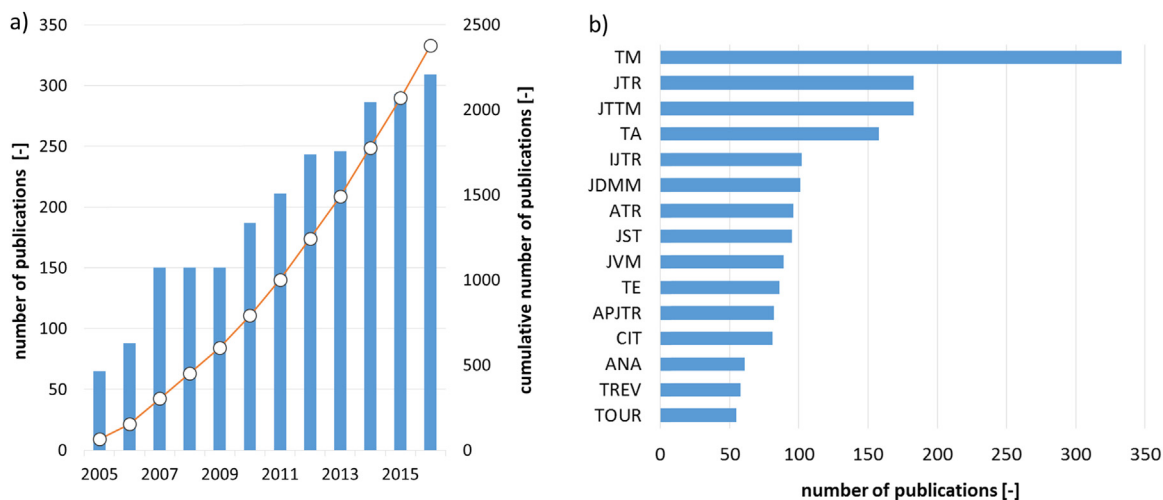 a)
number of publications [-]
350
300
250
200
150
100
50
0
2005 2007 2009 2011 2013 2015
2500
2000
1500
1000
500
0
cumulative number of publications [-]
b)
TM
JTR
JTTM
TA
IJTR
JDMM
ATR
JST
JVM
TE
APJTR
CIT
ANA
TREV
TOUR
0 50 100 150 200 250 300 350
number of publications [-]